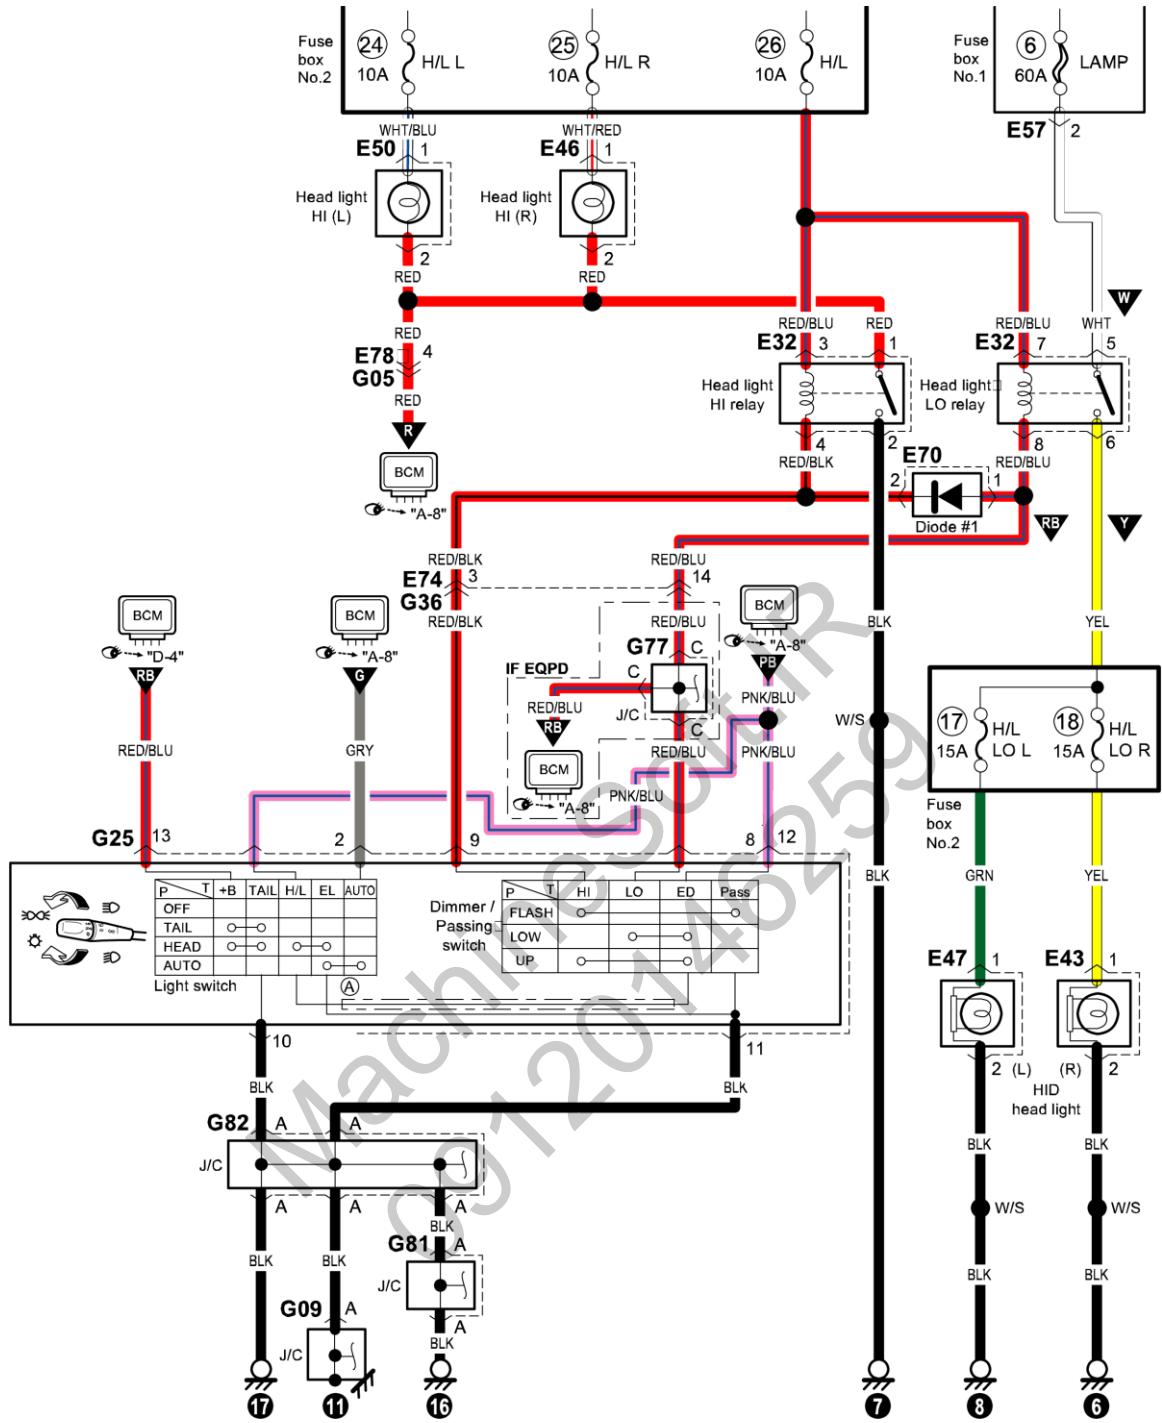 Fuse box No.2
24
10A
H/L L
25
10A
H/L R
26
10A
H/L
Fuse box No.1
6
60A
LAMP
WHT/BLU
WHT/RED
E57
2
E50
1
E46
1
Head light HI (L)
Head light HI (R)
2
2
RED
RED
W
RED
RED/BLU
RED
RED/BLU
WHT
E78
4
G05
E32
3
1
E32
7
5
RED
Head light HI relay
Head light LO relay
R
BCM
"A-8"
4
2
8
6
RED/BLK
E70
RED/BLU
2
1
Diode #1
RB
Y
RED/BLK
RED/BLU
E74
3
14
G36
BCM
"D-4"
BCM
"A-8"
RED/BLK
RED/BLU
BCM
"A-8"
BLK
YEL
G77
C
IF EQPD
C
RB
G
PB
RED/BLU
J/C
C
PNK/BLU
RB
W/S
17
15A
H/L LO L
18
15A
H/L LO R
RED/BLU
GRY
RED/BLU
PNK/BLU
BCM
"A-8"
PNK/BLU
Fuse box No.2
G25
13
2
9
8
12
BLK
GRN
YEL
P
T
+B
TAIL
H/L
EL
AUTO
OFF
TAIL
HEAD
AUTO
Light switch
A
Dimmer / Passing switch
P
T
HI
LO
ED
Pass
FLASH
LOW
UP
E47
1
E43
1
10
11
2
(L)
(R)
2
HID head light
BLK
BLK
G82
A
A
BLK
BLK
J/C
A
A
A
W/S
W/S
BLK
BLK
BLK
G81
A
J/C
BLK
BLK
G09
A
A
J/C
BLK
17
11
16
7
8
6
MachineSoft.IR
09120146259